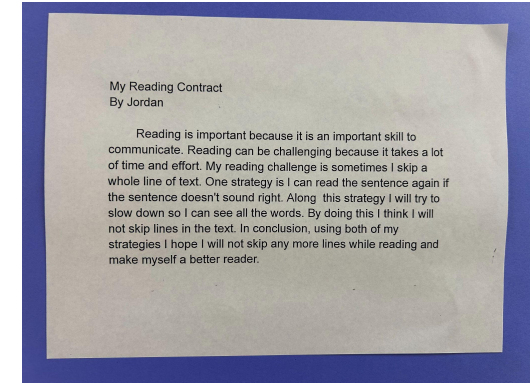 My Reading Contract
By Jordan
Reading is important because it is an important skill to
communicate. Reading can be challenging because it takes a lot
of time and effort. My reading challenge is sometimes I skip a
whole line of text. One strategy is I can read the sentence again if
the sentence doesn't sound right. Along  this strategy I will try to
slow down so I can see all the words. By doing this I think I will
not skip lines in the text. In conclusion, using both of my
strategies I hope I will not skip any more lines while reading and
make myself a better reader.